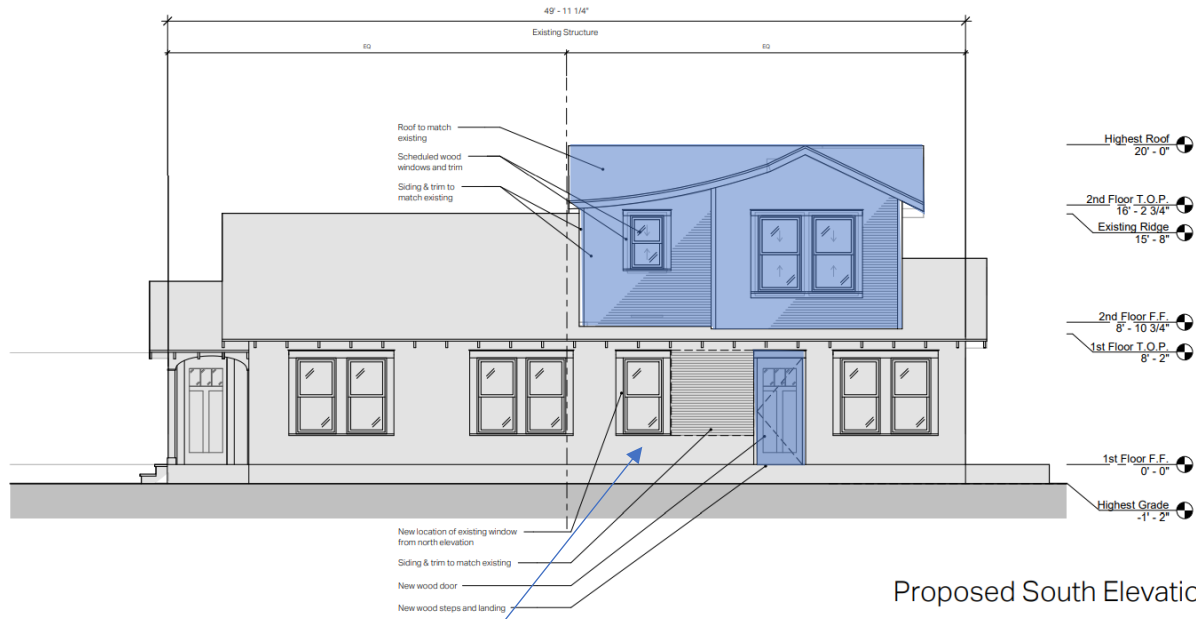 49' - 11 1/4"
Existing Structure
EQ
EQ
Roof to match
existing
Scheduled wood
windows and trim
Siding & trim to
match existing
Highest Roof
20' - 0"
2nd Floor T.O.P.
16' - 2 3/4"
Existing Ridge
15' - 8"
2nd Floor F.F.
8' - 10 3/4"
1st Floor T.O.P.
8' - 2"
1st Floor F.F.
0' - 0"
Highest Grade
-1' - 2"
New location of existing window
from north elevation
Siding & trim to match existing
New wood door
New wood steps and landing
Proposed South Elevatio